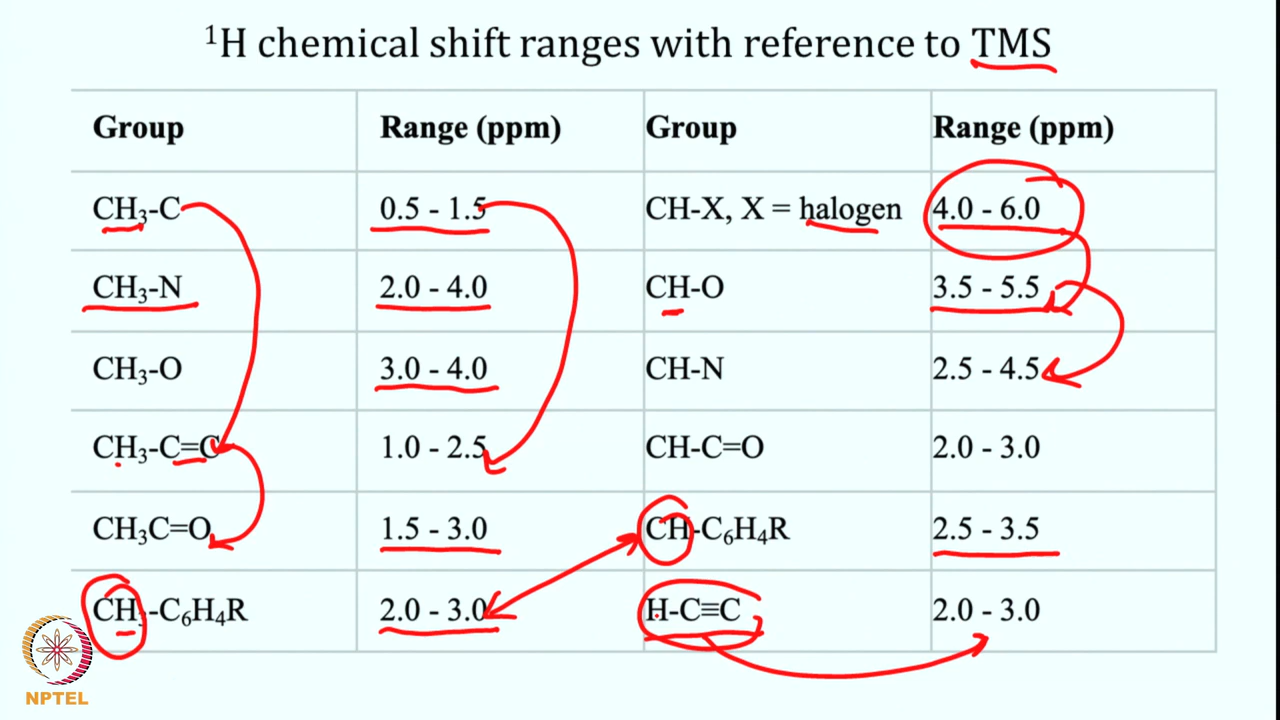 ¹H chemical shift ranges with reference to TMS
Group Range (ppm) Group Range (ppm)
CH₃-C 0.5 - 1.5 CH-X, X = halogen 4.0 - 6.0
CH₃-N 2.0 - 4.0 CH-O 3.5 - 5.5
CH₃-O 3.0 - 4.0 CH-N 2.5 - 4.5
CH₃-C=C 1.0 - 2.5 CH-C=O 2.0 - 3.0
CH₃C=O 1.5 - 3.0 CH-C₆H₄R 2.5 - 3.5
CH₃-C₆H₄R 2.0 - 3.0 H-C≡C 2.0 - 3.0
NPTEL